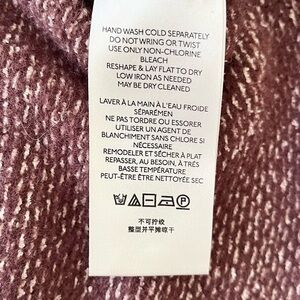 HAND WASH COLD SEPARATELY
DO NOT WRING OR TWIST
USE ONLY NON-CHLORINE
BLEACH
RESHAPE & LAY FLAT TO DRY
LOW IRON AS NEEDED
MAY BE DRY CLEANED
LAVER À LA MAIN À L'EAU FROIDE
SÉPARÉMEN
NE PAS TORDRE OU ESSORER
UTILISER UN AGENT DE
BLANCHIMENT SANS CHLORE SI
NÉCESSAIRE
REMODELER ET SÉCHER À PLAT
REPASSER, AU BESOIN, À TRÈS
BASSE TEMPÉRATURE
PEUT-ÊTRE ÊTRE NETTOYÉE SEC
P
不可拧绞
整型并平摊晾干